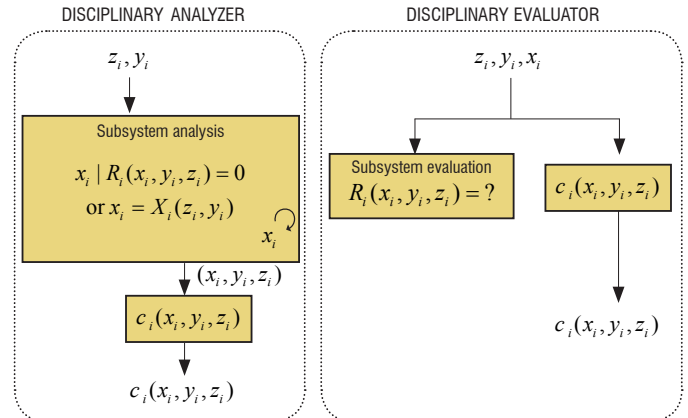 DISCIPLINARY ANALYZER
z_i, y_i
Subsystem analysis
x_i | R_i(x_i, y_i, z_i) = 0
or x_i = X_i(z_i, y_i)
x_i
(x_i, y_i, z_i)
c_i(x_i, y_i, z_i)
c_i(x_i, y_i, z_i)
DISCIPLINARY EVALUATOR
z_i, y_i, x_i
Subsystem evaluation
R_i(x_i, y_i, z_i) = ?
c_i(x_i, y_i, z_i)
c_i(x_i, y_i, z_i)